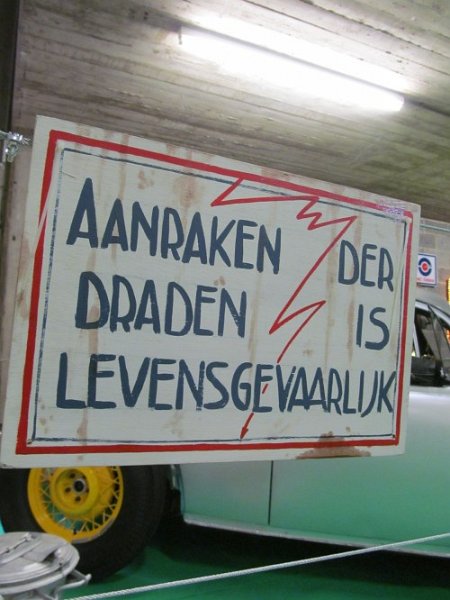 AANRAKEN DER
DRADEN IS
LEVENSGEVAARLIJK